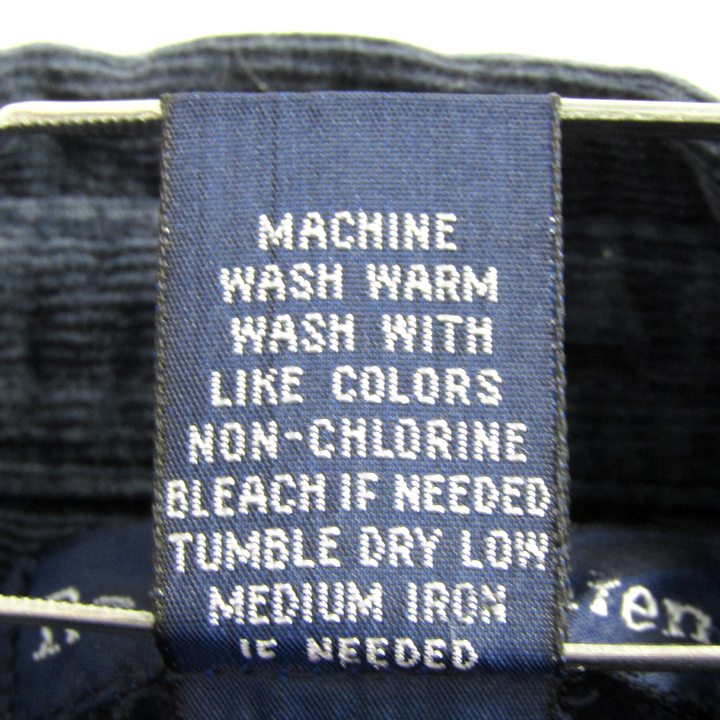 MACHINE
WASH WARM
WASH WITH
LIKE COLORS
NON-CHLORINE
BLEACH IF NEEDED
TUMBLE DRY LOW
MEDIUM IRON
IF NEEDED